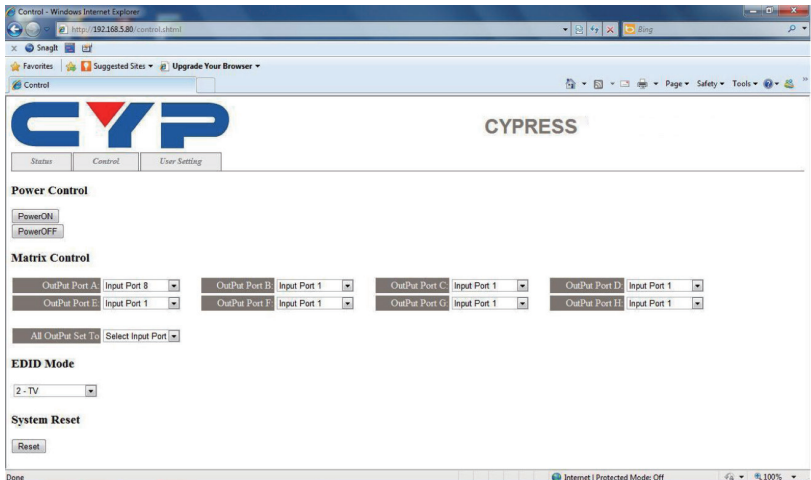 Control - Windows Internet Explorer
http://192.168.5.80/control.shtml
Bing
x SnagIt
Favorites Suggested Sites Upgrade Your Browser
Control
Page Safety Tools
CYP CYPRESS
Status Control User Setting
Power Control
PowerON
PowerOFF
Matrix Control
OutPut Port A: Input Port 8 OutPut Port B: Input Port 1 OutPut Port C: Input Port 1 OutPut Port D: Input Port 1
OutPut Port E: Input Port 1 OutPut Port F: Input Port 1 OutPut Port G: Input Port 1 OutPut Port H: Input Port 1
All OutPut Set To Select Input Port
EDID Mode
2 - TV
System Reset
Reset
Done Internet | Protected Mode: Off 100%